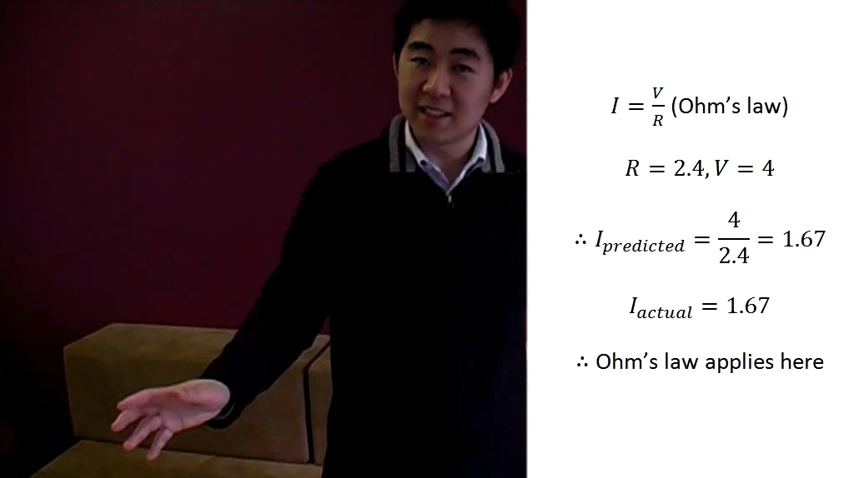 I = V/R (Ohm's law)
R = 2.4, V = 4
∴ I_predicted = 4/2.4 = 1.67
I_actual = 1.67
∴ Ohm's law applies here